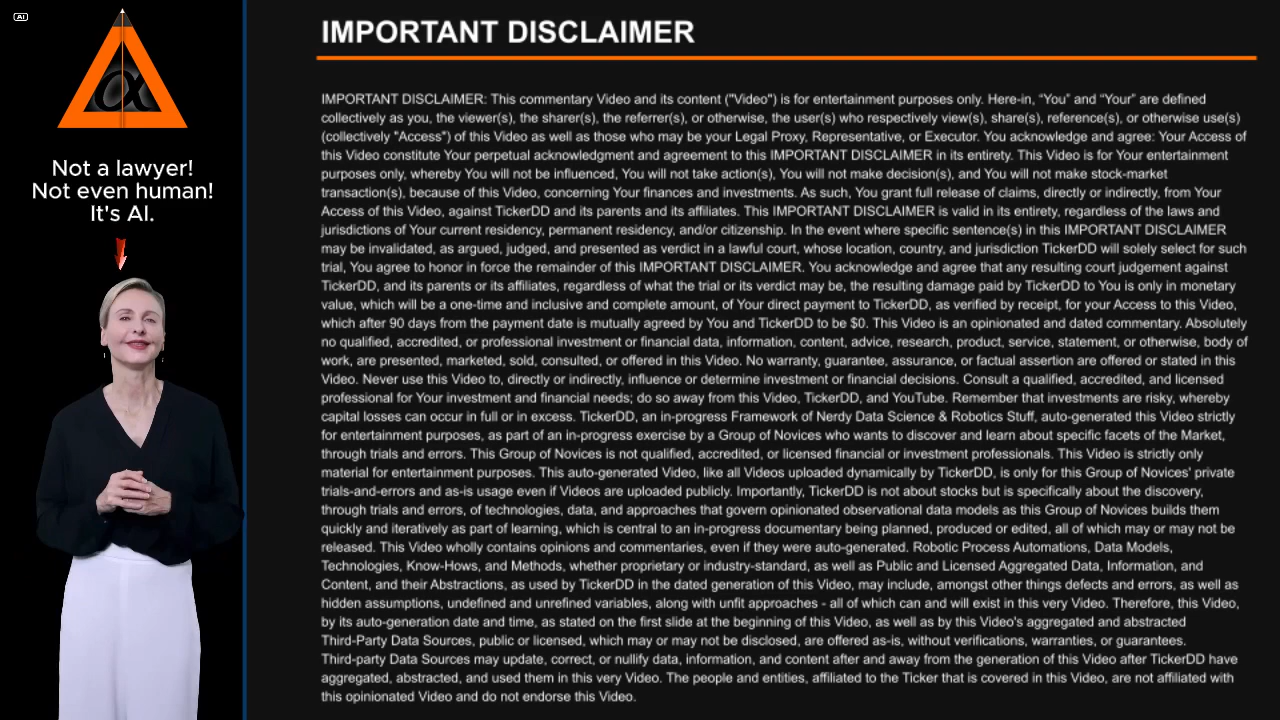 AI
α
Not a lawyer!
Not even human!
It's AI.
IMPORTANT DISCLAIMER
IMPORTANT DISCLAIMER: This commentary Video and its content ("Video") is for entertainment purposes only. Here-in, “You” and “Your” are defined
collectively as you, the viewer(s), the sharer(s), the referrer(s), or otherwise, the user(s) who respectively view(s), share(s), reference(s), or otherwise use(s)
(collectively "Access") of this Video as well as those who may be your Legal Proxy, Representative, or Executor. You acknowledge and agree: Your Access of
this Video constitute Your perpetual acknowledgment and agreement to this IMPORTANT DISCLAIMER in its entirety. This Video is for Your entertainment
purposes only, whereby You will not be influenced, You will not take action(s), You will not make decision(s), and You will not make stock-market
transaction(s), because of this Video, concerning Your finances and investments. As such, You grant full release of claims, directly or indirectly, from Your
Access of this Video, against TickerDD and its parents and its affiliates. This IMPORTANT DISCLAIMER is valid in its entirety, regardless of the laws and
jurisdictions of Your current residency, permanent residency, and/or citizenship. In the event where specific sentence(s) in this IMPORTANT DISCLAIMER
may be invalidated, as argued, judged, and presented as verdict in a lawful court, whose location, country, and jurisdiction TickerDD will solely select for such
trial, You agree to honor in force the remainder of this IMPORTANT DISCLAIMER. You acknowledge and agree that any resulting court judgement against
TickerDD, and its parents or its affiliates, regardless of what the trial or its verdict may be, the resulting damage paid by TickerDD to You is only in monetary
value, which will be a one-time and inclusive and complete amount, of Your direct payment to TickerDD, as verified by receipt, for your Access to this Video,
which after 90 days from the payment date is mutually agreed by You and TickerDD to be $0. This Video is an opinionated and dated commentary. Absolutely
no qualified, accredited, or professional investment or financial data, information, content, advice, research, product, service, statement, or otherwise, body of
work, are presented, marketed, sold, consulted, or offered in this Video. No warranty, guarantee, assurance, or factual assertion are offered or stated in this
Video. Never use this Video to, directly or indirectly, influence or determine investment or financial decisions. Consult a qualified, accredited, and licensed
professional for Your investment and financial needs; do so away from this Video, TickerDD, and YouTube. Remember that investments are risky, whereby
capital losses can occur in full or in excess. TickerDD, an in-progress Framework of Nerdy Data Science & Robotics Stuff, auto-generated this Video strictly
for entertainment purposes, as part of an in-progress exercise by a Group of Novices who wants to discover and learn about specific facets of the Market,
through trials and errors. This Group of Novices is not qualified, accredited, or licensed financial or investment professionals. This Video is strictly only
material for entertainment purposes. This auto-generated Video, like all Videos uploaded dynamically by TickerDD, is only for this Group of Novices' private
trials-and-errors and as-is usage even if Videos are uploaded publicly. Importantly, TickerDD is not about stocks but is specifically about the discovery,
through trials and errors, of technologies, data, and approaches that govern opinionated observational data models as this Group of Novices builds them
quickly and iteratively as part of learning, which is central to an in-progress documentary being planned, produced or edited, all of which may or may not be
released. This Video wholly contains opinions and commentaries, even if they were auto-generated. Robotic Process Automations, Data Models,
Technologies, Know-Hows, and Methods, whether proprietary or industry-standard, as well as Public and Licensed Aggregated Data, Information, and
Content, and their Abstractions, as used by TickerDD in the dated generation of this Video, may include, amongst other things defects and errors, as well as
hidden assumptions, undefined and unrefined variables, along with unfit approaches - all of which can and will exist in this very Video. Therefore, this Video,
by its auto-generation date and time, as stated on the first slide at the beginning of this Video, as well as by this Video's aggregated and abstracted
Third-Party Data Sources, public or licensed, which may or may not be disclosed, are offered as-is, without verifications, warranties, or guarantees.
Third-party Data Sources may update, correct, or nullify data, information, and content after and away from the generation of this Video after TickerDD have
aggregated, abstracted, and used them in this very Video. The people and entities, affiliated to the Ticker that is covered in this Video, are not affiliated with
this opinionated Video and do not endorse this Video.